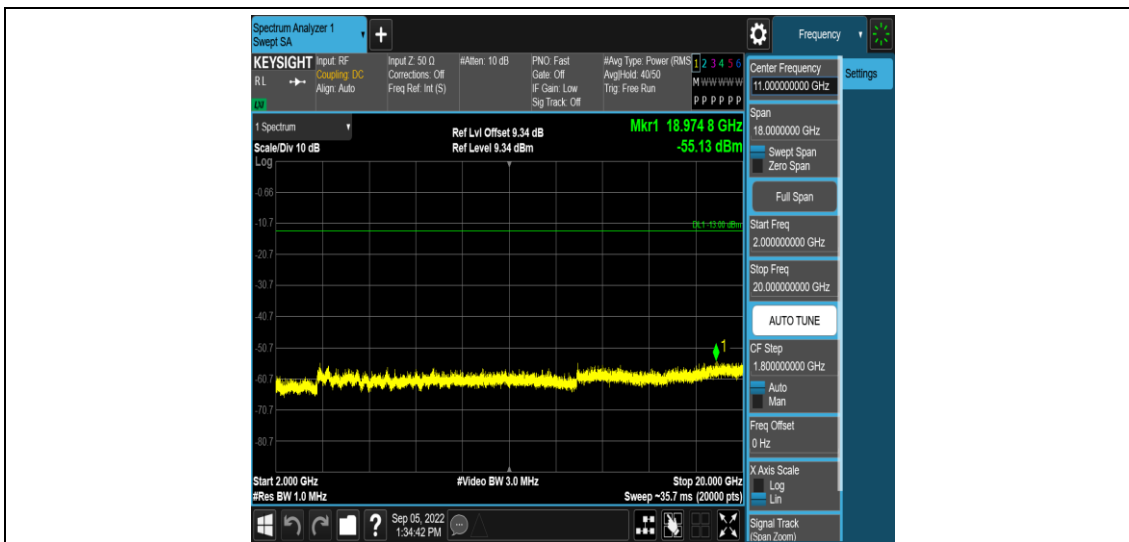 Spectrum Analyzer 1
Swept SA
+
Frequency
KEYSIGHT
RL
LXI
Input: RF
Coupling: DC
Align: Auto
Input Z: 50 Ω
Corrections: Off
Freq Ref: Int (S)
#Atten: 10 dB
PNO: Fast
Gate: Off
IF Gain: Low
Sig Track: Off
#Avg Type: Power (RMS
Avg|Hold: 40/50
Trig: Free Run
1 2 3 4 5 6
M W W W W W
P P P P P P
1 Spectrum
Scale/Div 10 dB
Log
Ref Lvl Offset 9.34 dB
Ref Level 9.34 dBm
Mkr1 18.974 8 GHz
-55.13 dBm
-0.66
-10.7
DL1 -13.00 dBm
-20.7
-30.7
-40.7
-50.7
1
-60.7
-70.7
-80.7
Start 2.000 GHz
#Res BW 1.0 MHz
#Video BW 3.0 MHz
Stop 20.000 GHz
Sweep ~35.7 ms (20000 pts)
?
Sep 05, 2022
1:34:42 PM
Center Frequency
11.000000000 GHz
Settings
Span
18.0000000 GHz
Swept Span
Zero Span
Full Span
Start Freq
2.000000000 GHz
Stop Freq
20.000000000 GHz
AUTO TUNE
CF Step
1.800000000 GHz
Auto
Man
Freq Offset
0 Hz
X Axis Scale
Log
Lin
Signal Track
(Span Zoom)